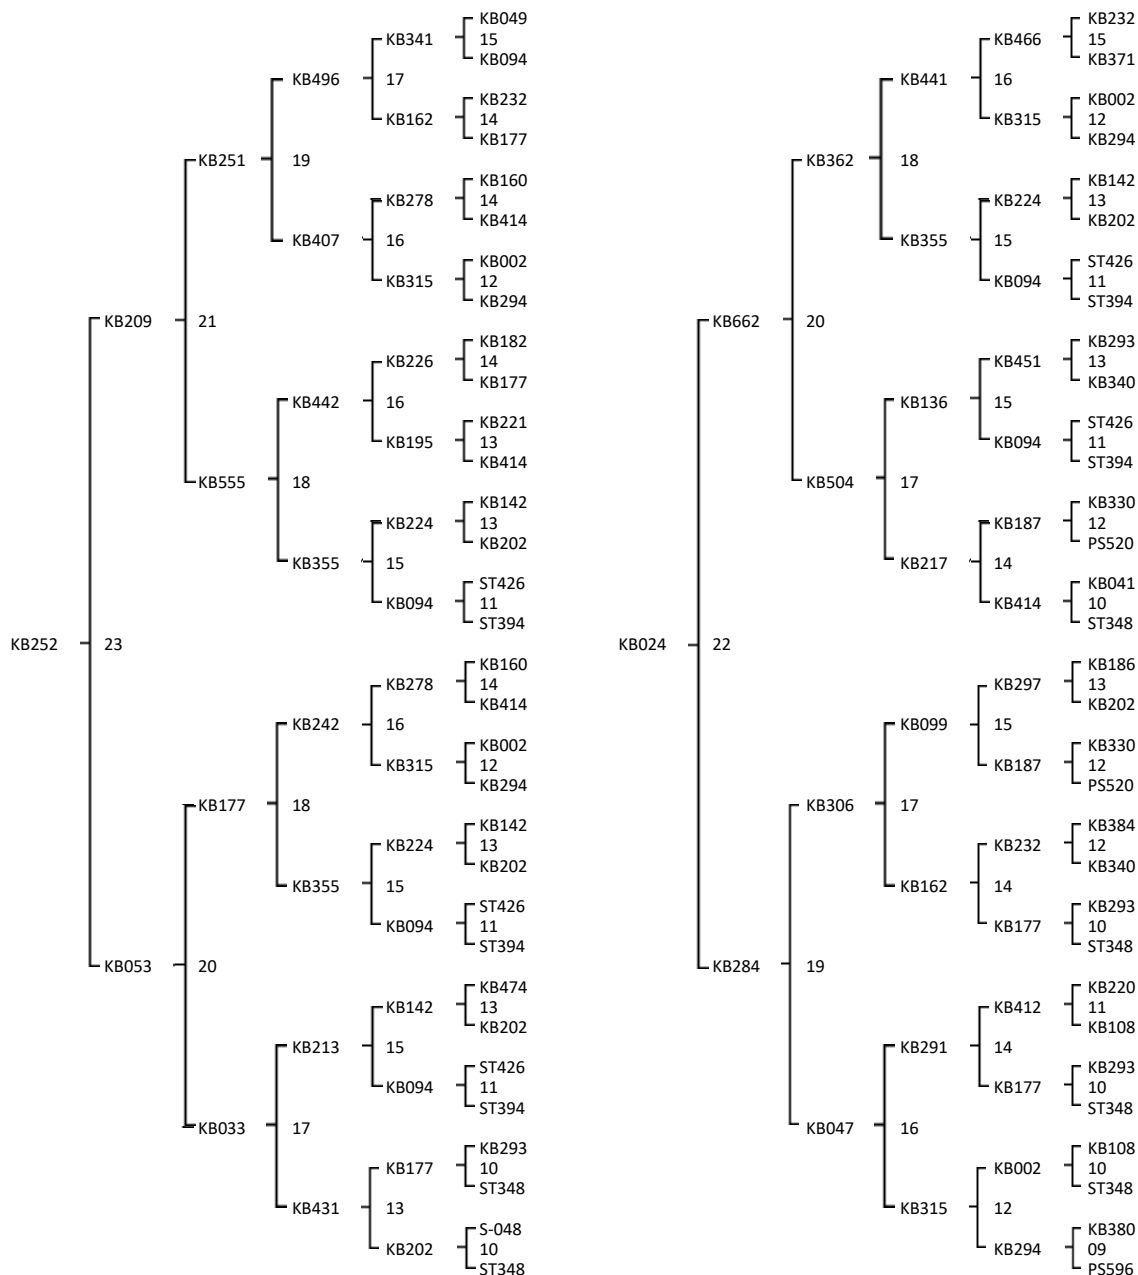 KB049
KB341 15
KB094
KB496 17
KB232
KB162 14
KB177
KB251 19
KB160
KB278 14
KB414
KB407 16
KB002
KB315 12
KB294
KB209 21
KB182
KB226 14
KB177
KB442 16
KB221
KB195 13
KB414
KB555 18
KB142
KB224 13
KB202
KB355 15
ST426
KB094 11
ST394
KB252 23
KB160
KB278 14
KB414
KB242 16
KB002
KB315 12
KB294
KB177 18
KB142
KB224 13
KB202
KB355 15
ST426
KB094 11
ST394
KB053 20
KB474
KB142 13
KB202
KB213 15
ST426
KB094 11
ST394
KB033 17
KB293
KB177 10
ST348
KB431 13
S-048
KB202 10
ST348
KB232
KB466 15
KB371
KB441 16
KB002
KB315 12
KB294
KB362 18
KB142
KB224 13
KB202
KB355 15
ST426
KB094 11
ST394
KB662 20
KB293
KB451 13
KB340
KB136 15
ST426
KB094 11
ST394
KB504 17
KB330
KB187 12
PS520
KB217 14
KB041
KB414 10
ST348
KB024 22
KB186
KB297 13
KB202
KB099 15
KB330
KB187 12
PS520
KB306 17
KB384
KB232 12
KB340
KB162 14
KB293
KB177 10
ST348
KB284 19
KB220
KB412 11
KB108
KB291 14
KB293
KB177 10
ST348
KB047 16
KB108
KB002 10
ST348
KB315 12
KB380
KB294 09
PS596